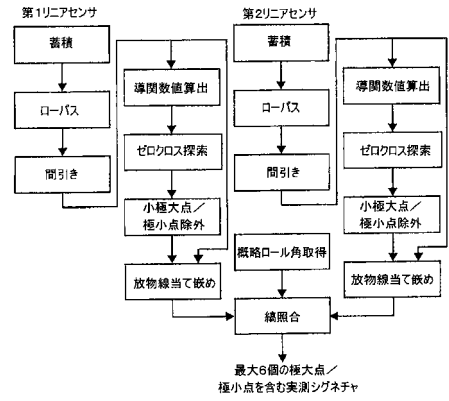 第1リニアセンサ
蓄積
ローパス
間引き
導関数値算出
ゼロクロス探索
小極大点／
極小点除外
放物線当て嵌め
第2リニアセンサ
蓄積
ローパス
間引き
導関数値算出
ゼロクロス探索
小極大点／
極小点除外
放物線当て嵌め
概略ロール角取得
縞照合
最大6個の極大点／
極小点を含む実測シグネチャ